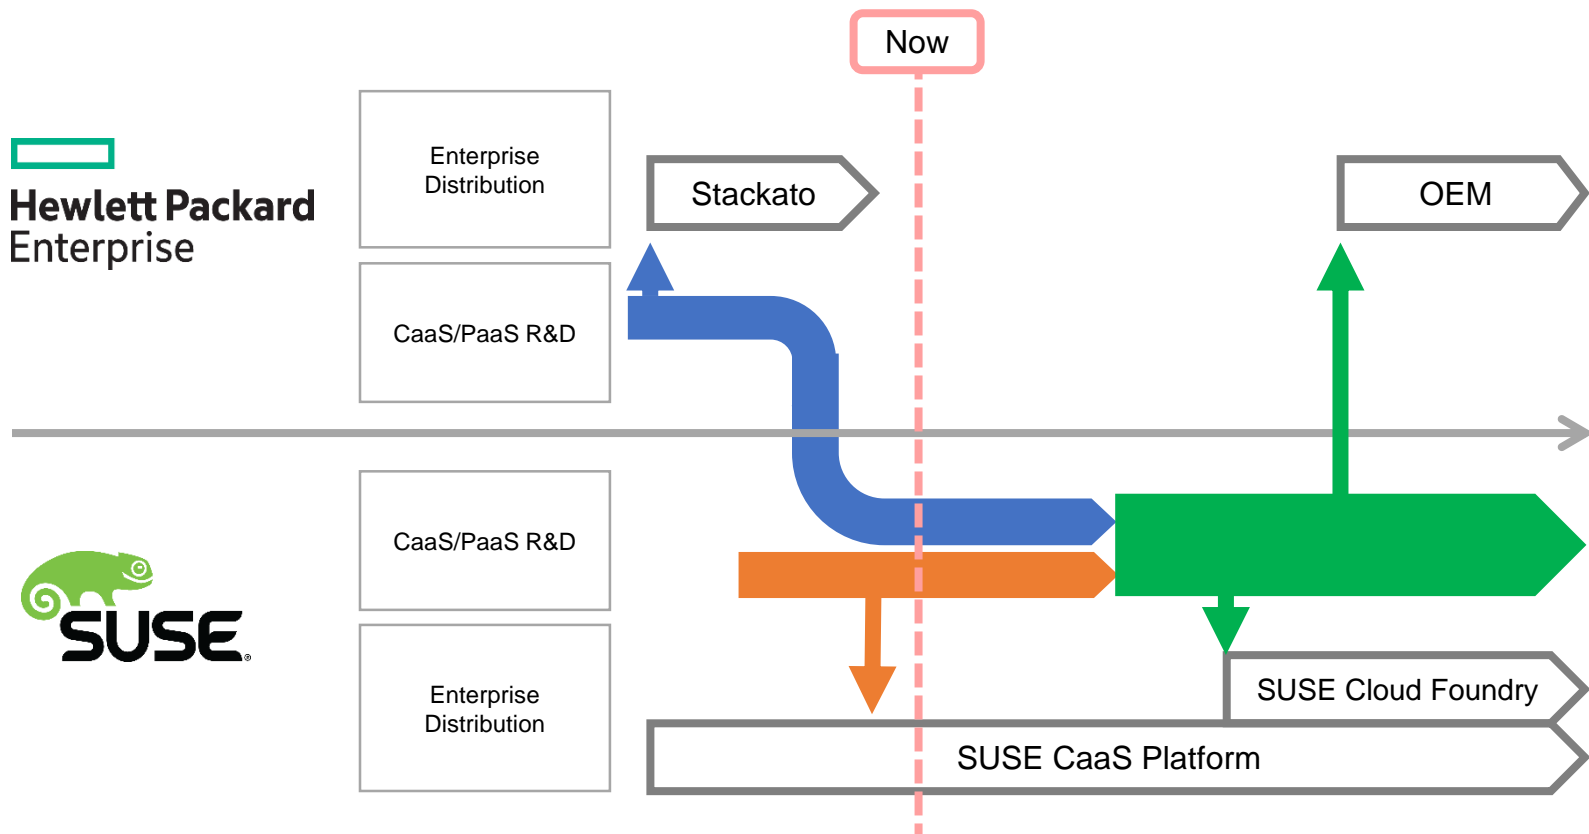 Now
Hewlett Packard
Enterprise
Enterprise
Distribution
Stackato
OEM
CaaS/PaaS R&D
CaaS/PaaS R&D
SUSE®
Enterprise
Distribution
SUSE Cloud Foundry
SUSE CaaS Platform